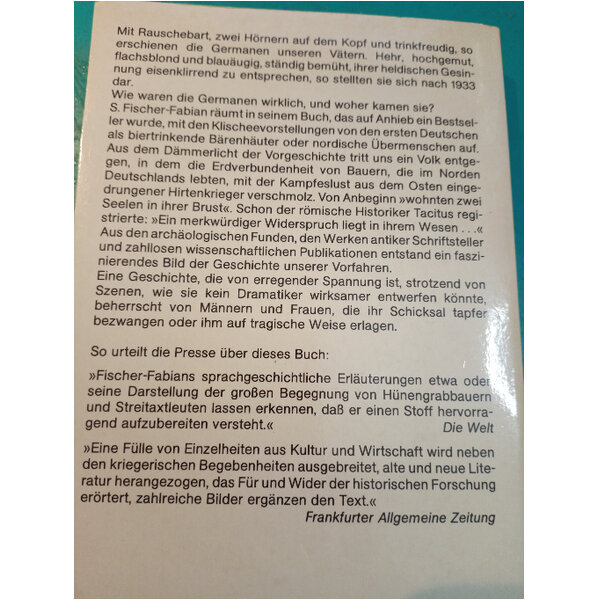 Mit Rauschebart, zwei Hörnern auf dem Kopf und trinkfreudig, so
erschienen die Germanen unseren Vätern. Hehr, hochgemut,
flachsblond und blauäugig, ständig bemüht, ihrer heldischen Gesin-
nung eisenklirrend zu entsprechen, so stellten sie sich nach 1933
dar.
Wie waren die Germanen wirklich, und woher kamen sie?
S. Fischer-Fabian räumt in seinem Buch, das auf Anhieb ein Bestsel-
ler wurde, mit den Klischeevorstellungen von den ersten Deutschen
als biertrinkende Bärenhäuter oder nordische Übermenschen auf.
Aus dem Dämmerlicht der Vorgeschichte tritt uns ein Volk entge-
gen, in dem die Erdverbundenheit von Bauern, die im Norden
Deutschlands lebten, mit der Kampfeslust aus dem Osten einge-
drungener Hirtenkrieger verschmolz. Von Anbeginn »wohnten zwei
Seelen in ihrer Brust«. Schon der römische Historiker Tacitus regi-
strierte: »Ein merkwürdiger Widerspruch liegt in ihrem Wesen . . .«
Aus den archäologischen Funden, den Werken antiker Schriftsteller
und zahllosen wissenschaftlichen Publikationen entstand ein faszi-
nierendes Bild der Geschichte unserer Vorfahren.
Eine Geschichte, die von erregender Spannung ist, strotzend von
Szenen, wie sie kein Dramatiker wirksamer entwerfen könnte,
beherrscht von Männern und Frauen, die ihr Schicksal tapfer
bezwangen oder ihm auf tragische Weise erlagen.
So urteilt die Presse über dieses Buch:
»Fischer-Fabians sprachgeschichtliche Erläuterungen etwa oder
seine Darstellung der großen Begegnung von Hünengrabbauern
und Streitaxtleuten lassen erkennen, daß er einen Stoff hervorra-
gend aufzubereiten versteht.« Die Welt
»Eine Fülle von Einzelheiten aus Kultur und Wirtschaft wird neben
den kriegerischen Begebenheiten ausgebreitet, alte und neue Lite-
ratur herangezogen, das Für und Wider der historischen Forschung
erörtert, zahlreiche Bilder ergänzen den Text.«
Frankfurter Allgemeine Zeitung